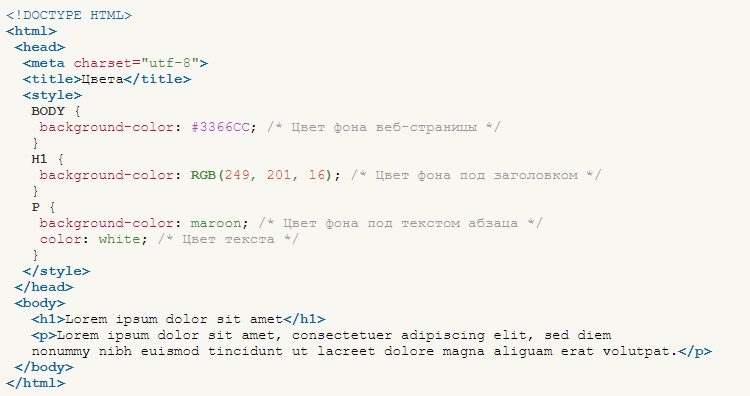 <!DOCTYPE HTML>
<html>
<head>
<meta charset="utf-8">
<title>Цвета</title>
<style>
BODY {
background-color: #3366CC; /* Цвет фона веб-страницы */
}
H1 {
background-color: RGB(249, 201, 16); /* Цвет фона под заголовком */
}
P {
background-color: maroon; /* Цвет фона под текстом абзаца */
color: white; /* Цвет текста */
}
</style>
</head>
<body>
<h1>Lorem ipsum dolor sit amet</h1>
<p>Lorem ipsum dolor sit amet, consectetuer adipiscing elit, sed diem
nonummy nibh euismod tincidunt ut lacreet dolore magna aliguam erat volutpat.</p>
</body>
</html>